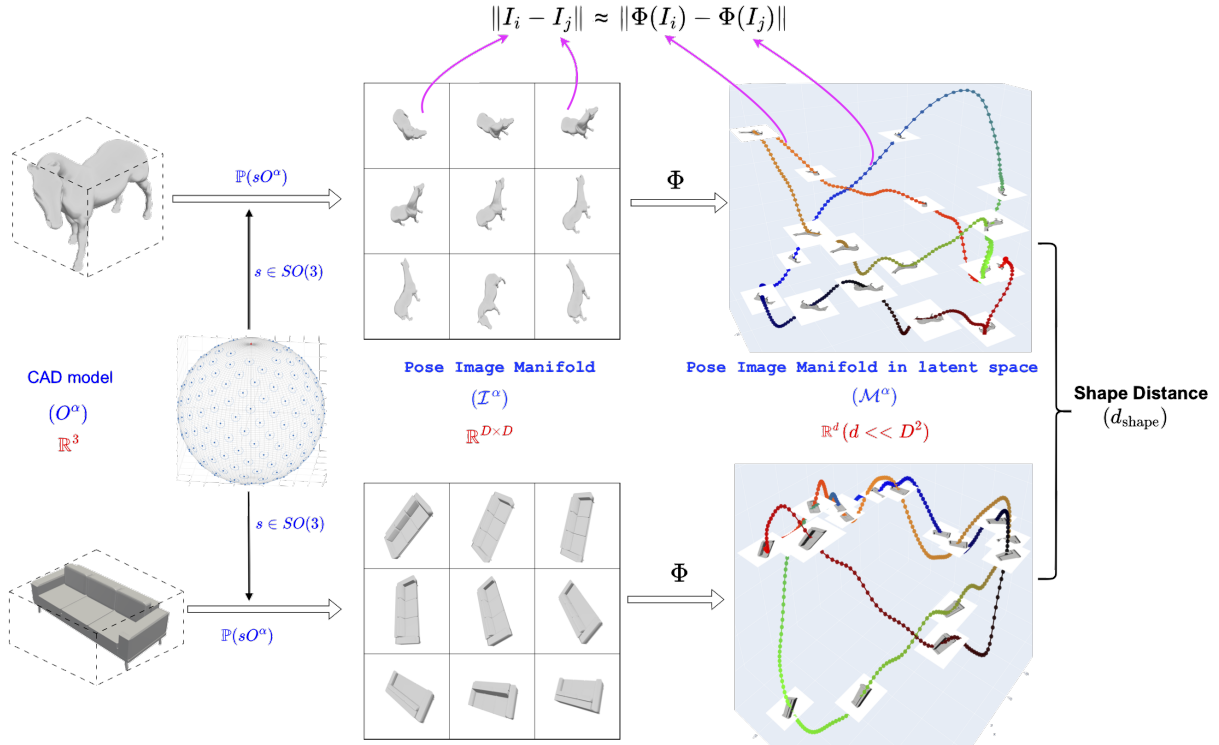 ‖I_i − I_j‖ ≈ ‖Φ(I_i) − Φ(I_j)‖
ℙ(sO^α)
Φ
s ∈ SO(3)
CAD model
(O^α)
ℝ^3
Pose Image Manifold
(ℐ^α)
ℝ^{D×D}
Pose Image Manifold in latent space
(ℳ^α)
ℝ^d(d << D^2)
Shape Distance
(d_shape)
s ∈ SO(3)
ℙ(sO^α)
Φ